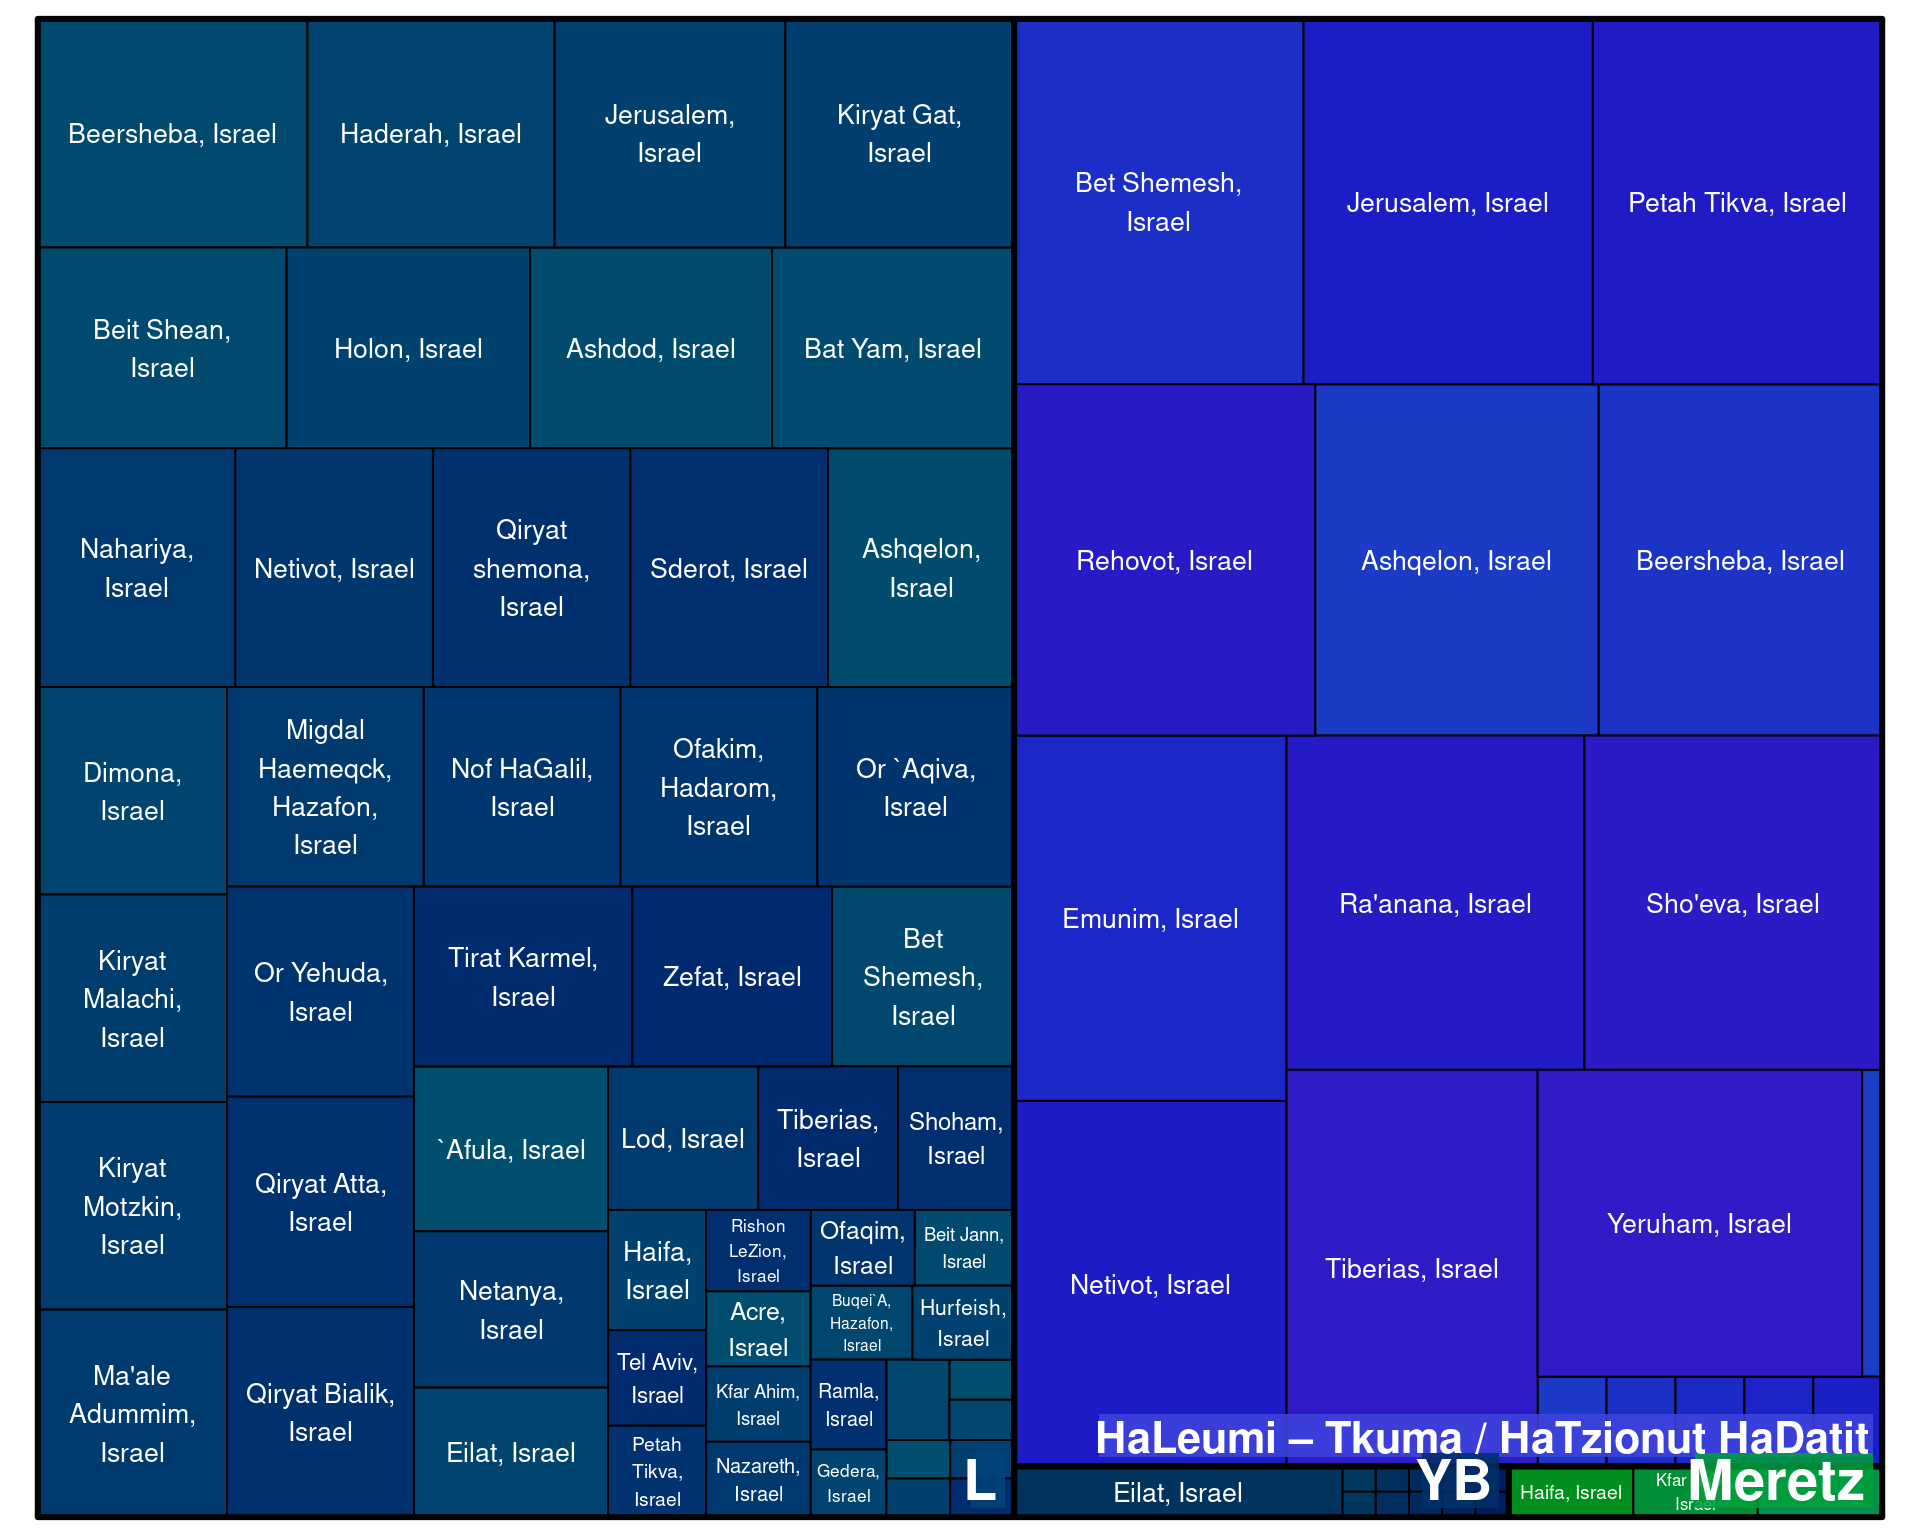 Beersheba, Israel
Haderah, Israel
Jerusalem,
Israel
Kiryat Gat,
Israel
Beit Shean,
Israel
Holon, Israel
Ashdod, Israel
Bat Yam, Israel
Nahariya,
Israel
Netivot, Israel
Qiryat
shemona,
Israel
Sderot, Israel
Ashqelon,
Israel
Dimona,
Israel
Migdal
Haemeqck,
Hazafon,
Israel
Nof HaGalil,
Israel
Ofakim,
Hadarom,
Israel
Or `Aqiva,
Israel
Kiryat
Malachi,
Israel
Or Yehuda,
Israel
Tirat Karmel,
Israel
Zefat, Israel
Bet
Shemesh,
Israel
Kiryat
Motzkin,
Israel
Qiryat Atta,
Israel
`Afula, Israel
Lod, Israel
Tiberias,
Israel
Shoham,
Israel
Ma'ale
Adummim,
Israel
Qiryat Bialik,
Israel
Netanya,
Israel
Eilat, Israel
Haifa,
Israel
Rishon
LeZion,
Israel
Ofaqim,
Israel
Beit Jann,
Israel
Acre,
Israel
Buqei`A,
Hazafon,
Israel
Hurfeish,
Israel
Tel Aviv,
Israel
Kfar Ahim,
Israel
Ramla,
Israel
Petah
Tikva,
Israel
Nazareth,
Israel
Gedera,
Israel
L
Bet Shemesh,
Israel
Jerusalem, Israel
Petah Tikva, Israel
Rehovot, Israel
Ashqelon, Israel
Beersheba, Israel
Emunim, Israel
Ra'anana, Israel
Sho'eva, Israel
Netivot, Israel
Tiberias, Israel
Yeruham, Israel
HaLeumi – Tkuma / HaTzionut HaDatit
Eilat, Israel
YB
Haifa, Israel
Kfar
Israel
Meretz